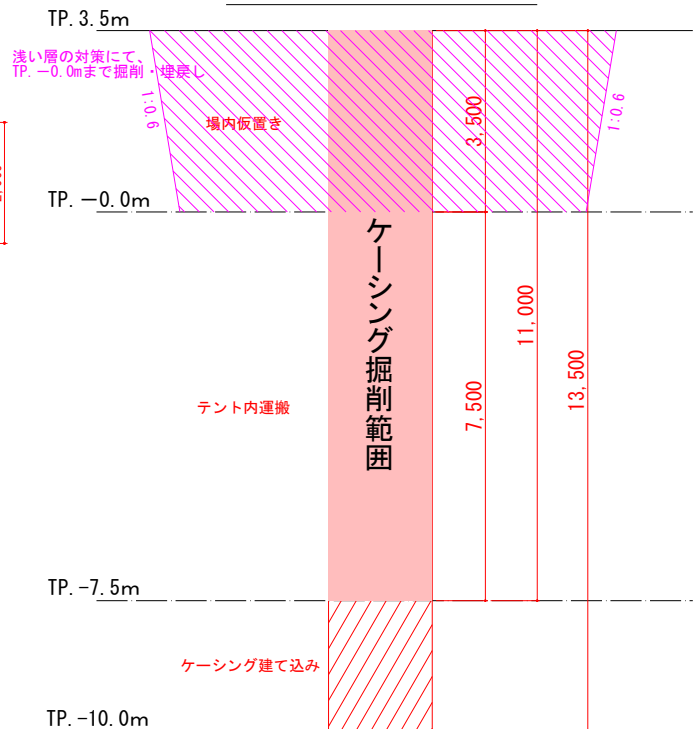 TP. 3.5m
浅い層の対策にて、
TP. －0.0mまで掘削・埋戻し
1:0.6
場内仮置き
3,500
1:0.6
TP. －0.0m
ケーシング掘削範囲
11,000
13,500
7,500
テント内運搬
TP. -7.5m
ケーシング建て込み
TP. -10.0m